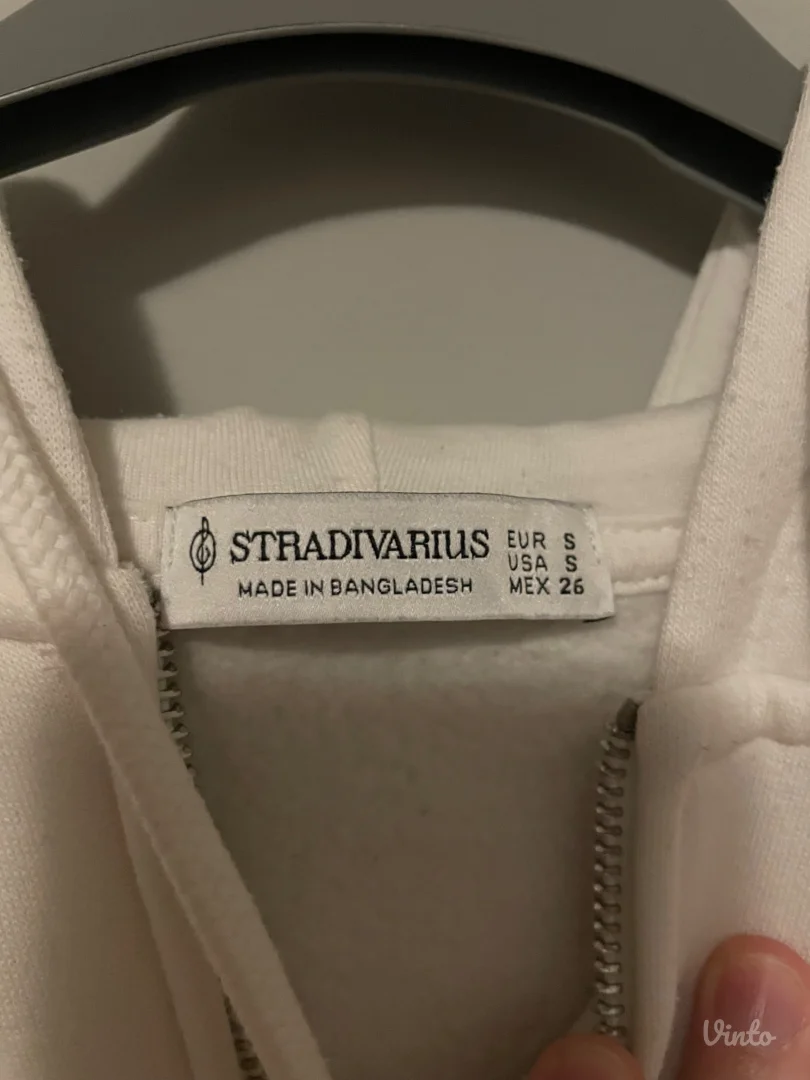 STRADIVARIUS
MADE IN BANGLADESH
EUR S
USA S
MEX 26
Vinto